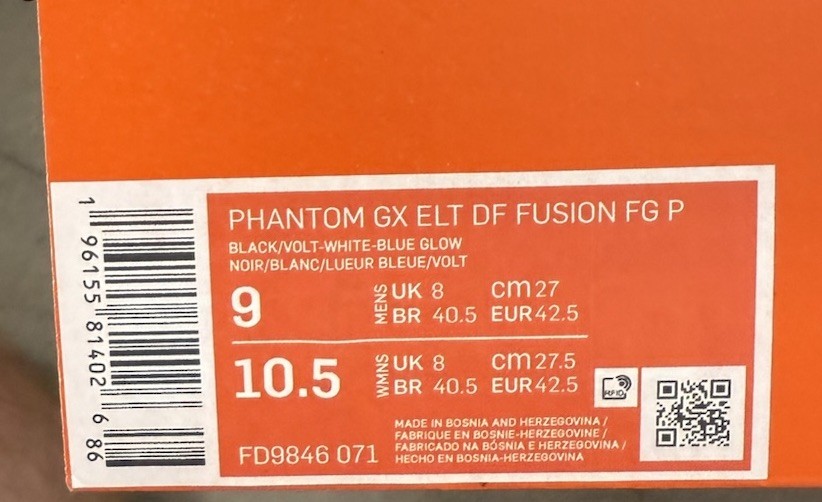 1 96155 81402 6 86
PHANTOM GX ELT DF FUSION FG P
BLACK/VOLT-WHITE-BLUE GLOW
NOIR/BLANC/LUEUR BLEUE/VOLT
9 MENS UK 8 cm 27
BR 40.5 EUR 42.5
10.5 WMNS UK 8 cm 27.5
BR 40.5 EUR 42.5
RFID
FD9846 071
MADE IN BOSNIA AND HERZEGOVINA /
FABRIQUE EN BOSNIE-HERZEGOVINE /
FABRICADO NA BÓSNIA E HERZEGOVINA /
HECHO EN BOSNIA-HERZEGOVINA